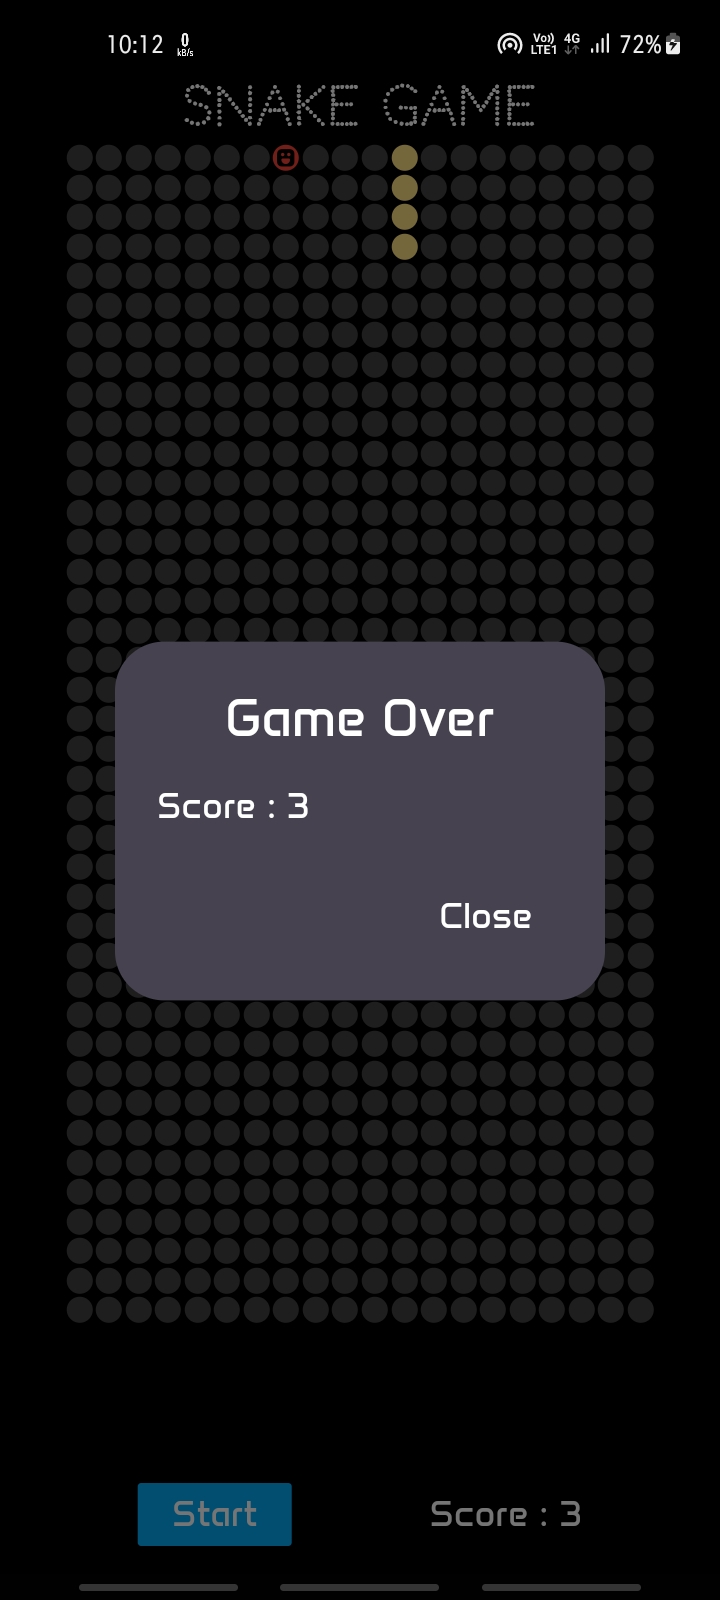 10:12 0 kB/s Vo)) LTE1 4G 72%
SNAKE GAME
Game Over
Score : 3
Close
Start Score : 3